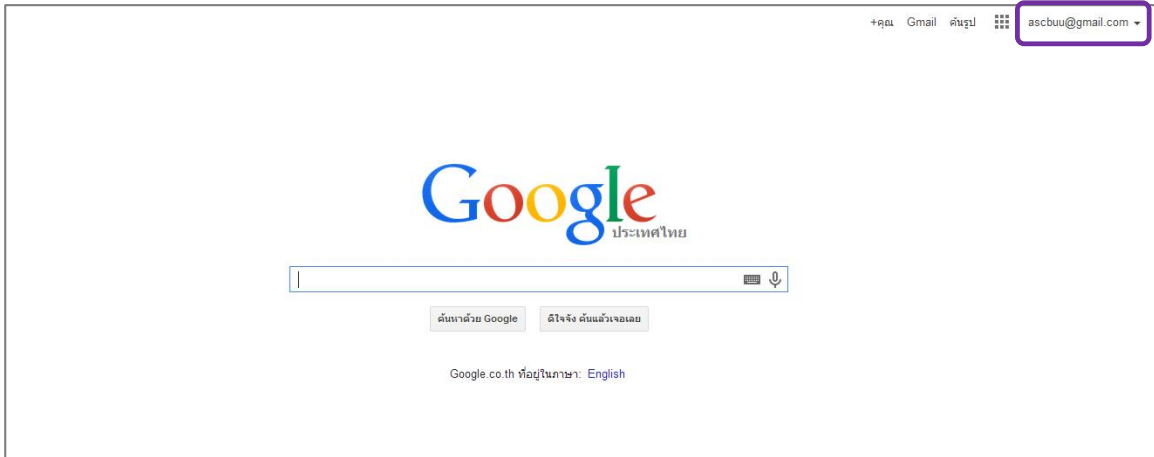 +คุณ Gmail ค้นรูป ascbuu@gmail.com
Google
ประเทศไทย
ค้นหาด้วย Google ดีใจจัง ค้นแล้วเจอเลย
Google.co.th ที่อยู่ในภาษา: English